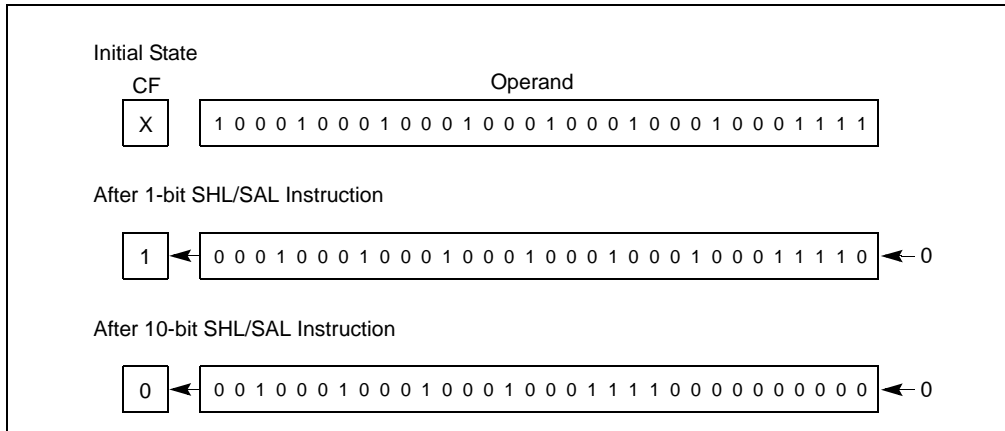 Initial State
CF Operand
X 1 0 0 0 1 0 0 0 1 0 0 0 1 0 0 0 1 0 0 0 1 0 0 0 1 0 0 0 1 1 1 1
After 1-bit SHL/SAL Instruction
1 0 0 0 1 0 0 0 1 0 0 0 1 0 0 0 1 0 0 0 1 0 0 0 1 0 0 0 1 1 1 1 0 0
After 10-bit SHL/SAL Instruction
0 0 0 1 0 0 0 1 0 0 0 1 0 0 0 1 0 0 0 1 1 1 1 0 0 0 0 0 0 0 0 0 0 0